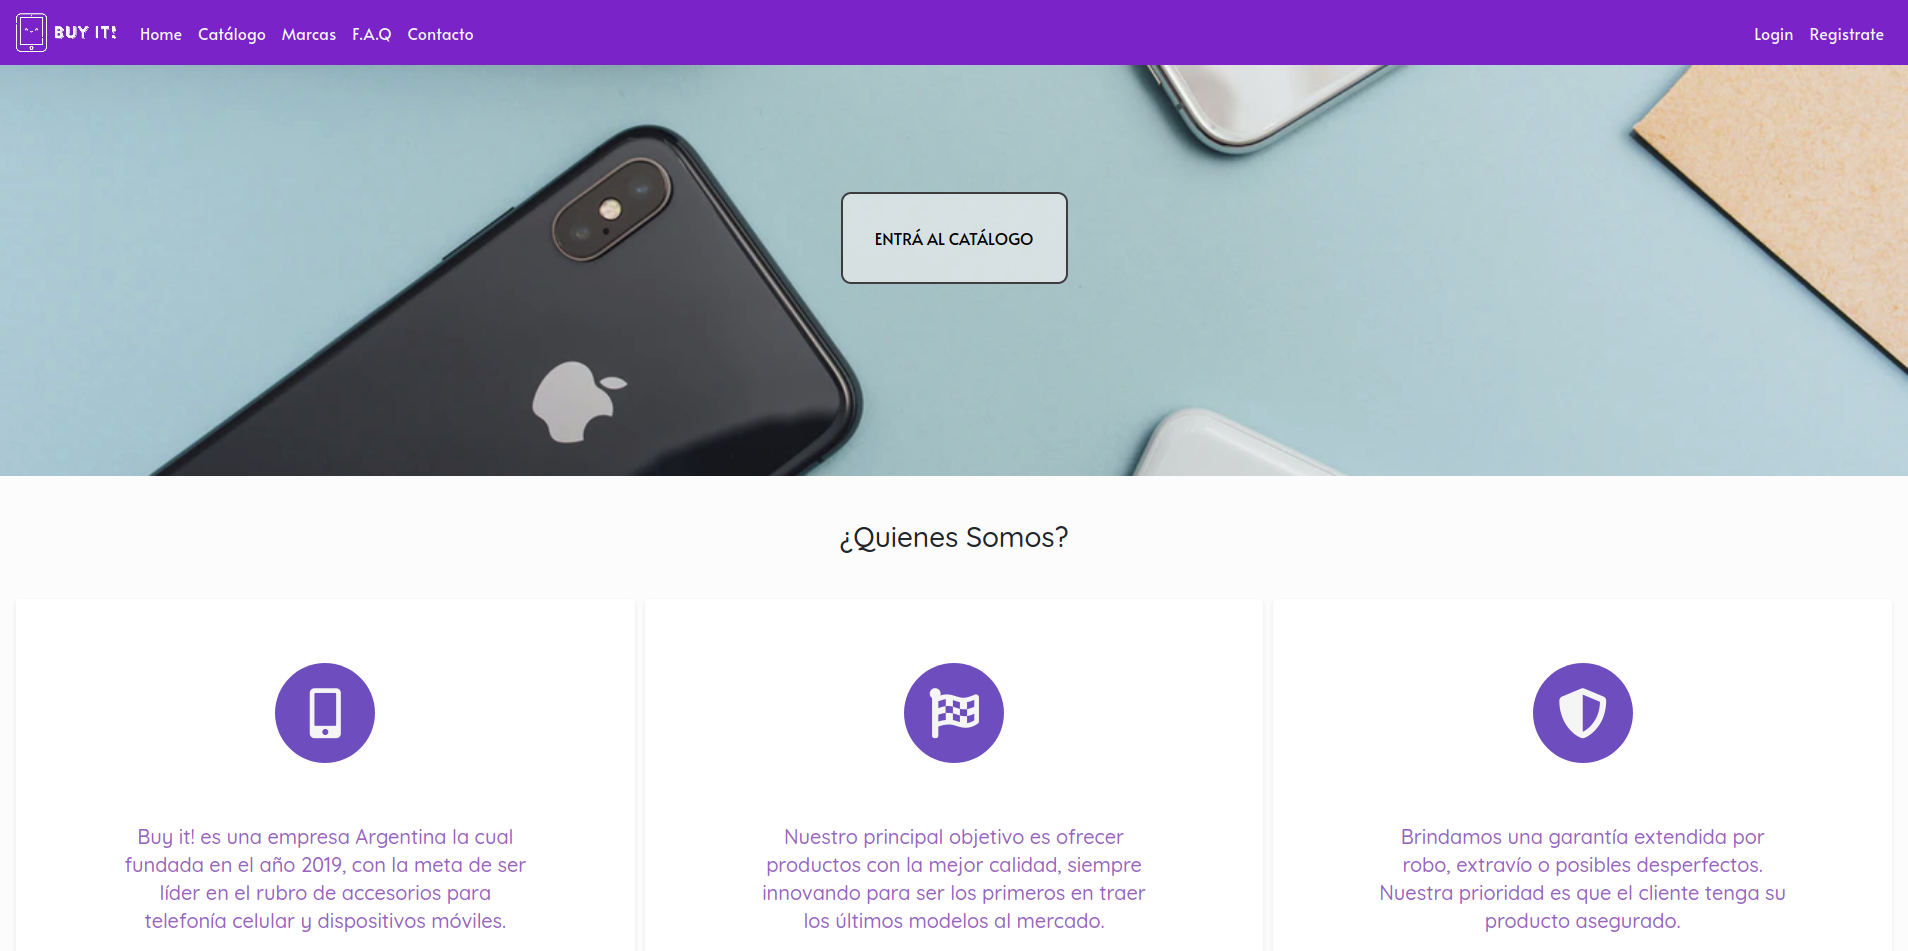 BUY IT! Home Catálogo Marcas F.A.Q Contacto Login Registrate
ENTRÁ AL CATÁLOGO
¿Quienes Somos?
Buy it! es una empresa Argentina la cual
fundada en el año 2019, con la meta de ser
líder en el rubro de accesorios para
telefonía celular y dispositivos móviles.
Nuestro principal objetivo es ofrecer
productos con la mejor calidad, siempre
innovando para ser los primeros en traer
los últimos modelos al mercado.
Brindamos una garantía extendida por
robo, extravío o posibles desperfectos.
Nuestra prioridad es que el cliente tenga su
producto asegurado.